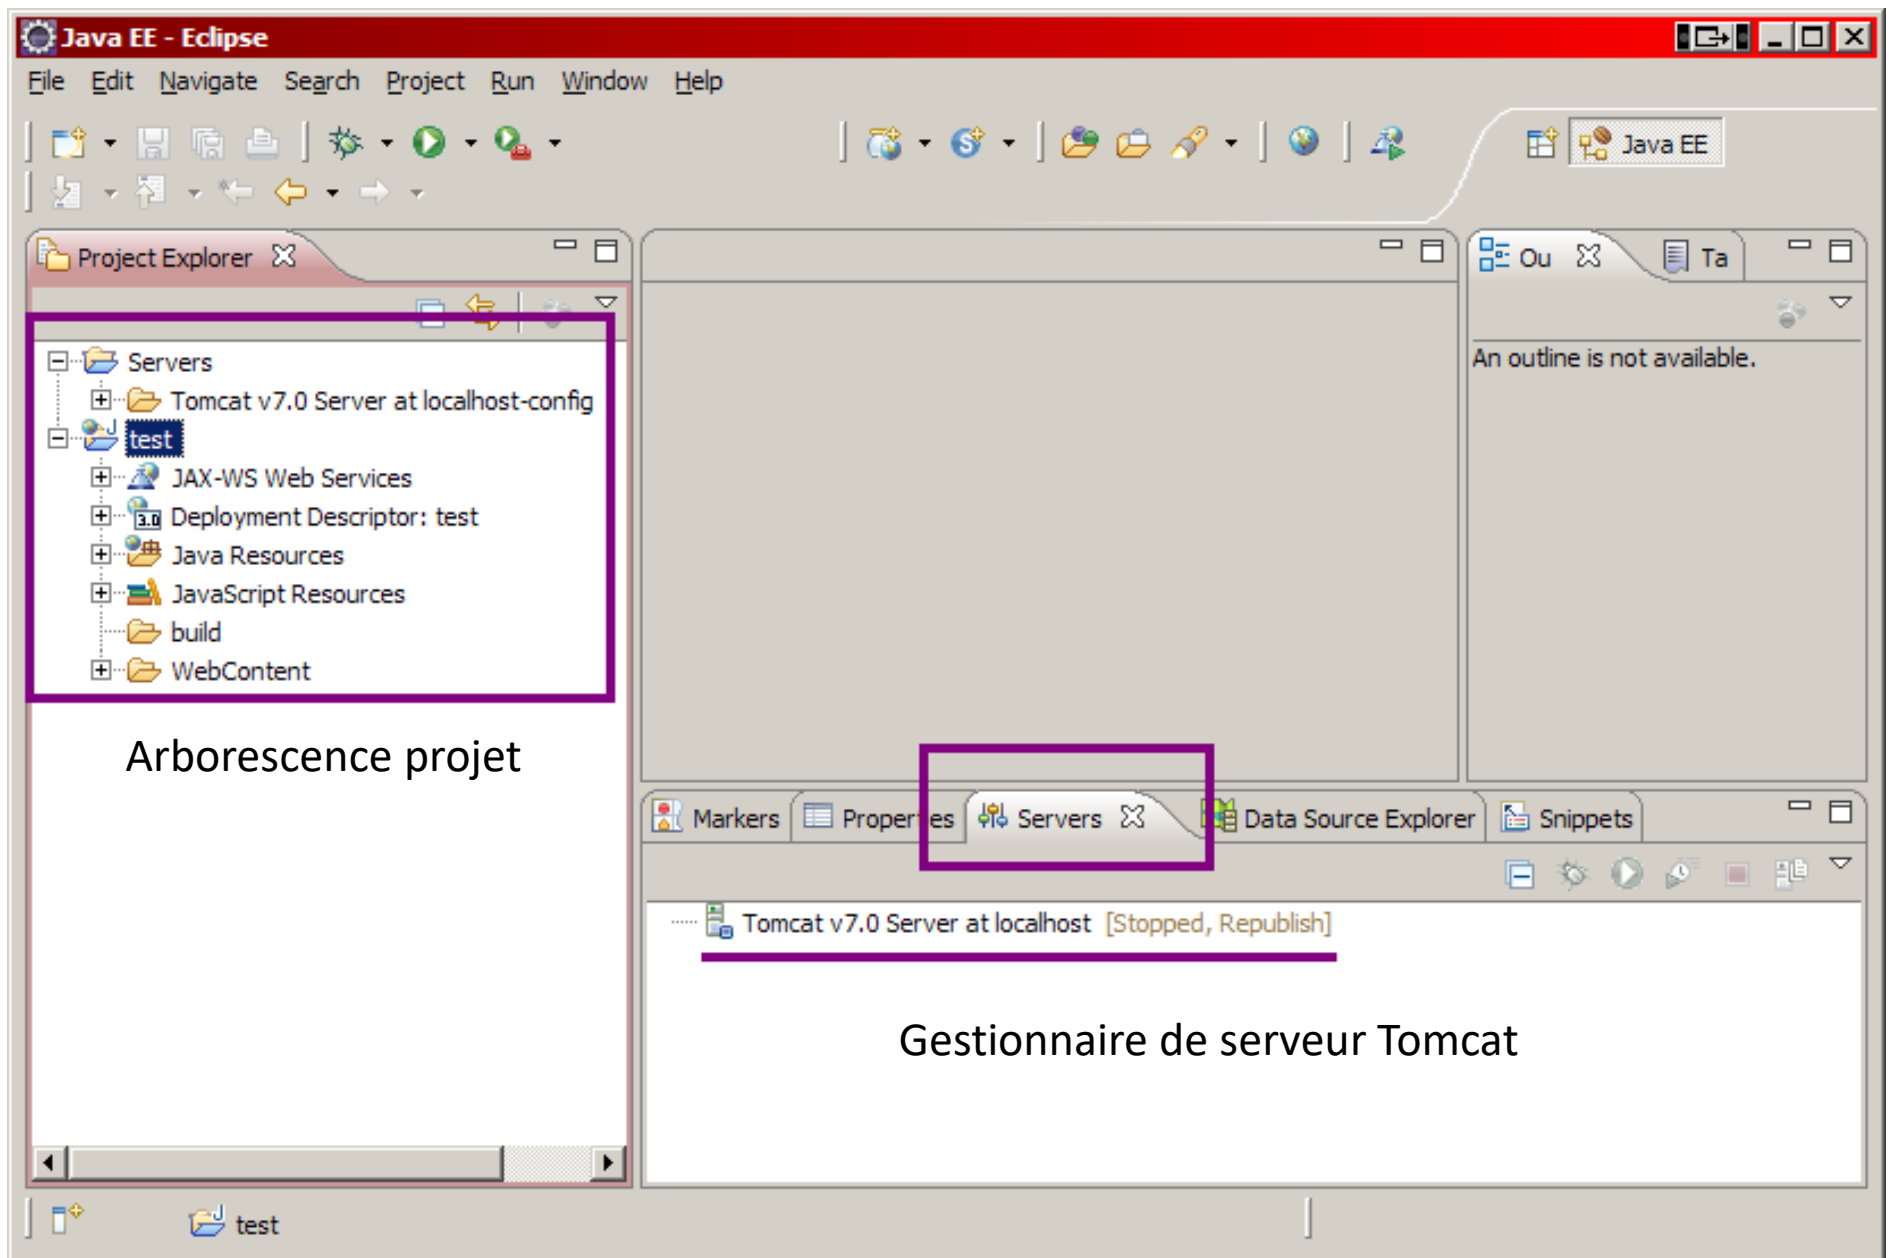 Java EE - Eclipse
File Edit Navigate Search Project Run Window Help
Java EE
Project Explorer
Ou Ta
Servers
Tomcat v7.0 Server at localhost-config
test
JAX-WS Web Services
3.0 Deployment Descriptor: test
Java Resources
JavaScript Resources
build
WebContent
Arborescence projet
An outline is not available.
Markers Properties Servers Data Source Explorer Snippets
Tomcat v7.0 Server at localhost [Stopped, Republish]
Gestionnaire de serveur Tomcat
test